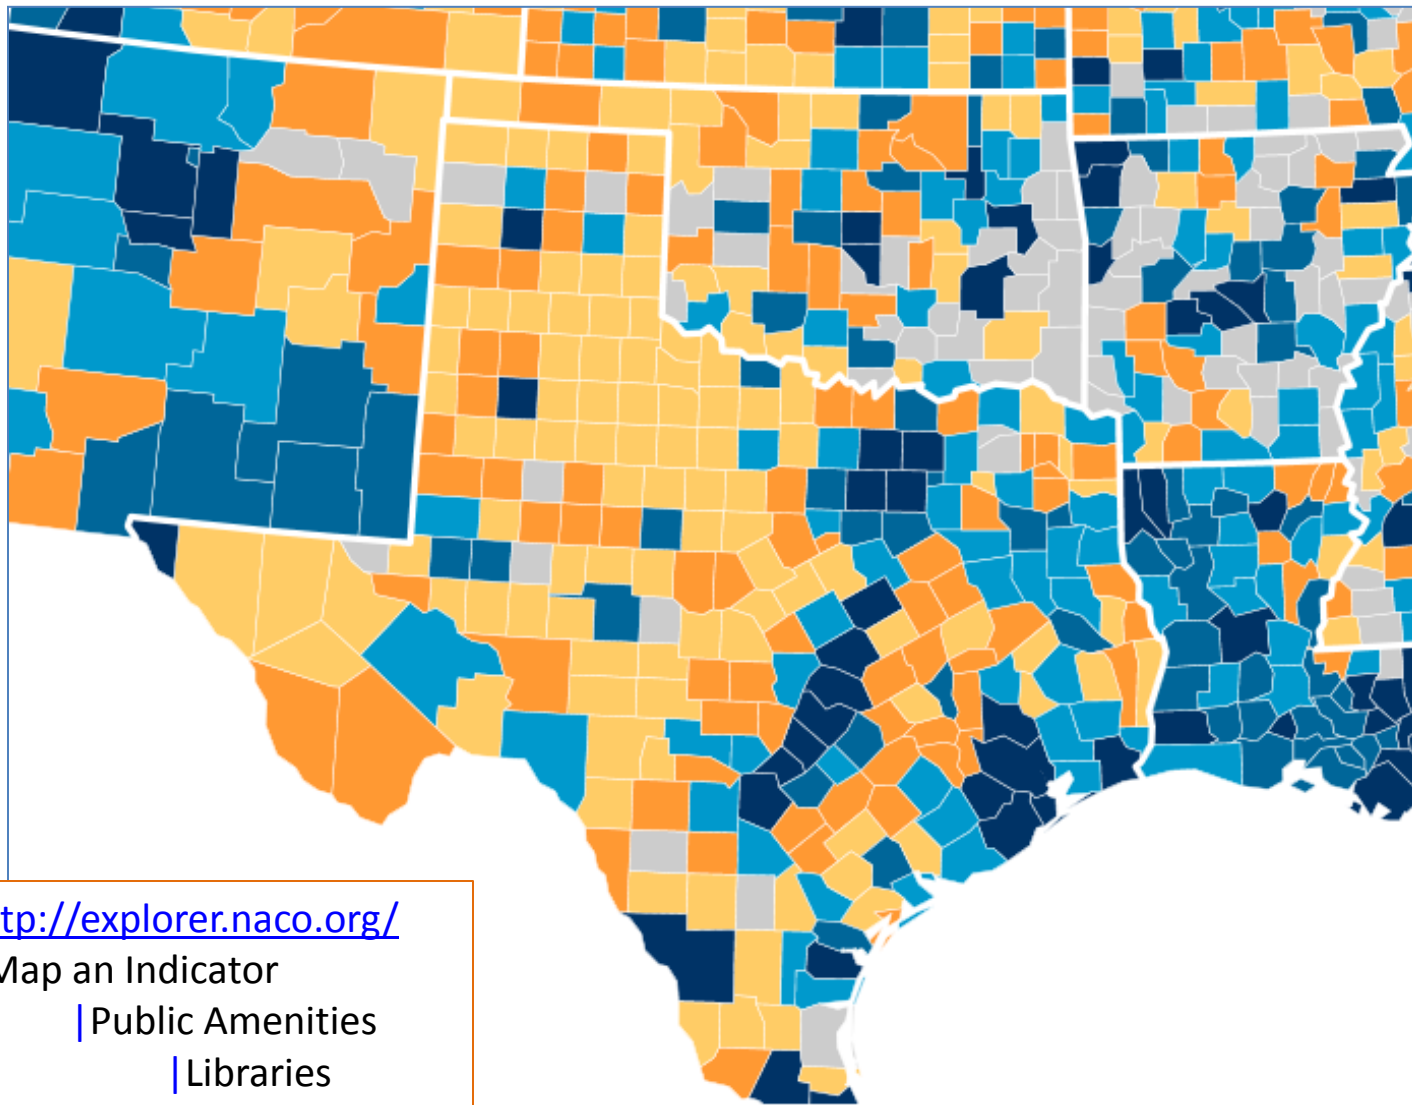 tp://explorer.naco.org/
Map an Indicator
|Public Amenities
|Libraries